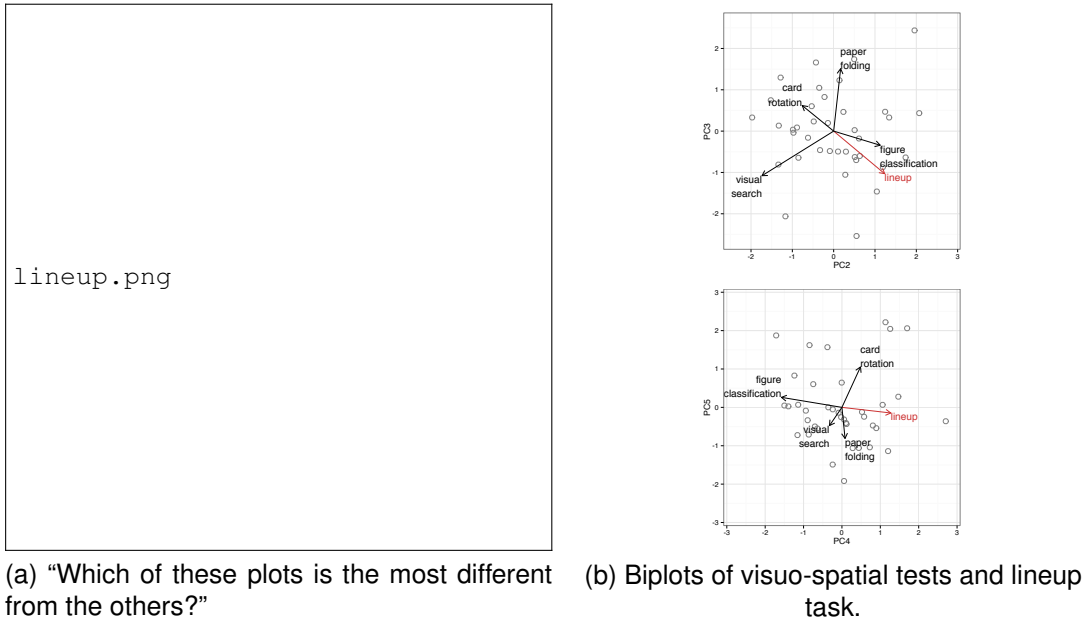 lineup.png
(a) “Which of these plots is the most different
from the others?”
paper
folding
card
rotation
figure
classification
lineup
visual
search
2
1
0
-1
-2
PC3
-2
-1
0
1
2
3
PC2
card
rotation
figure
classification
lineup
visual
search
paper
folding
3
2
1
0
-1
-2
-3
PC5
-3
-2
-1
0
1
2
3
PC4
(b) Biplots of visuo-spatial tests and lineup
task.